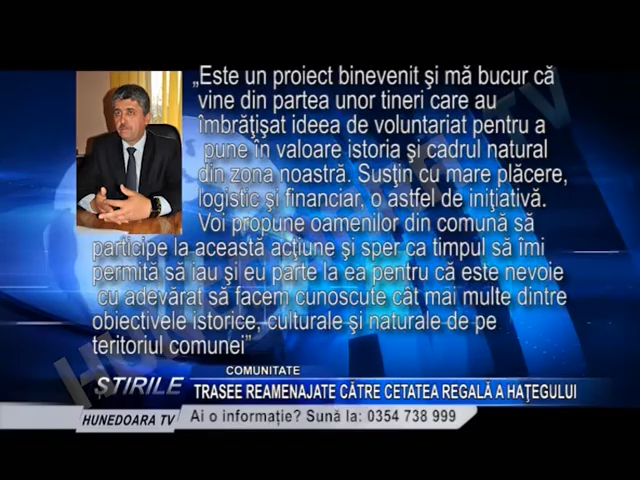 „Este un proiect binevenit şi mă bucur că
vine din partea unor tineri care au
îmbrăţişat ideea de voluntariat pentru a
pune în valoare istoria şi cadrul natural
din zona noastră. Susţin cu mare plăcere,
logistic şi financiar, o astfel de iniţiativă.
Voi propune oamenilor din comună să
participe la această acţiune şi sper ca timpul să îmi
permită să iau şi eu parte la ea pentru că este nevoie
cu adevărat să facem cunoscute cât mai multe dintre
obiectivele istorice, culturale şi naturale de pe
teritoriul comunei”
COMUNITATE
ŞTIRILE
TRASEE REAMENAJATE CĂTRE CETATEA REGALĂ A HAŢEGULUI
HUNEDOARA TV
Ai o informație? Sună la: 0354 738 999